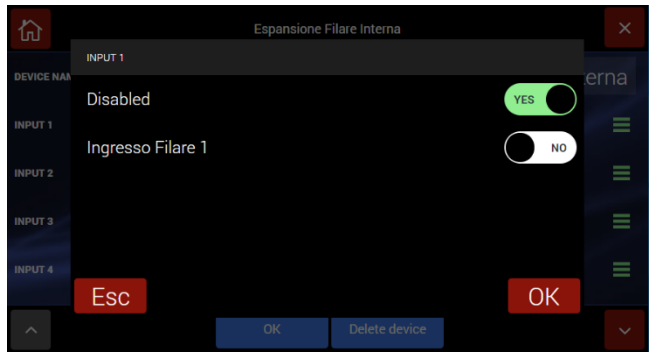 Espansione Filare Interna
INPUT 1
DEVICE NAM
erna
Disabled
YES
INPUT 1
Ingresso Filare 1
NO
INPUT 2
INPUT 3
INPUT 4
Esc
OK
OK
Delete device